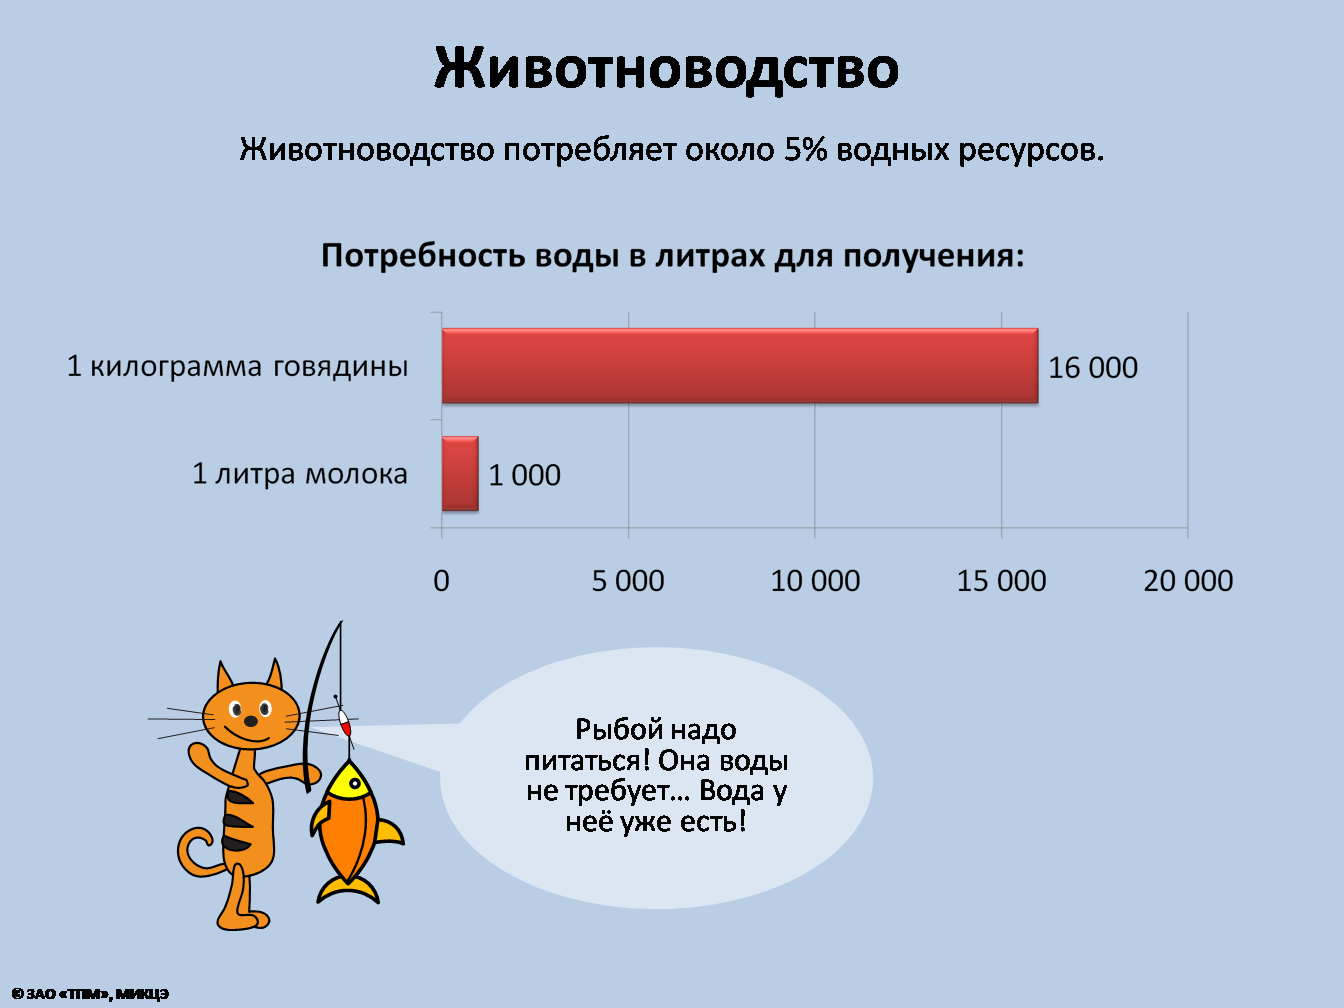 Животноводство
Животноводство потребляет около 5% водных ресурсов.
Потребность воды в литрах для получения:
1 килограмма говядины
16 000
1 литра молока
1 000
0 5 000 10 000 15 000 20 000
Рыбой надо
питаться! Она воды
не требует... Вода у
неё уже есть!
© ЗАО «ТПМ», МИКЦЭ